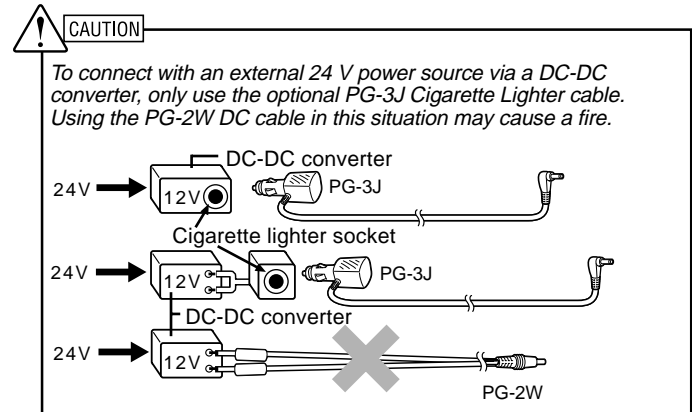 CAUTION
To connect with an external 24 V power source via a DC-DC
converter, only use the optional PG-3J Cigarette Lighter cable.
Using the PG-2W DC cable in this situation may cause a fire.
DC-DC converter
24V
12V
PG-3J
Cigarette lighter socket
24V
12V
PG-3J
DC-DC converter
24V
12V
PG-2W